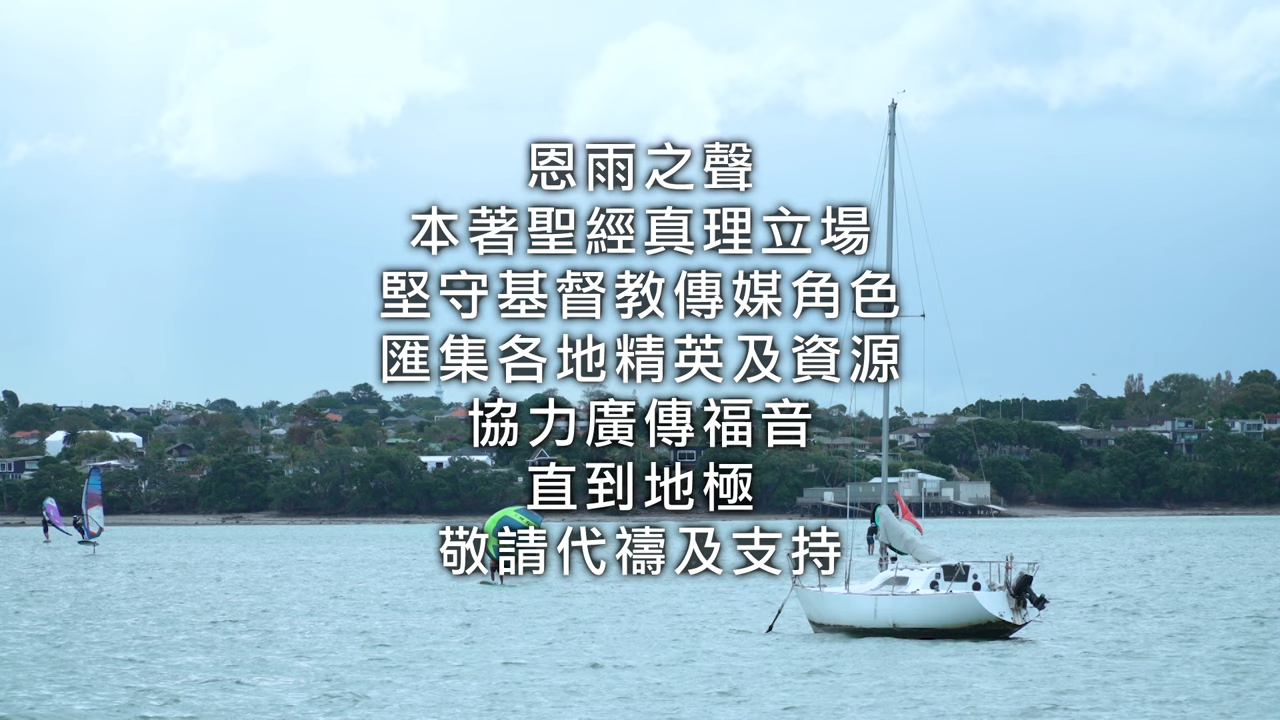 恩雨之聲
本著聖經真理立場
堅守基督教傳媒角色
匯集各地精英及資源
協力廣傳福音
直到地極
敬請代禱及支持